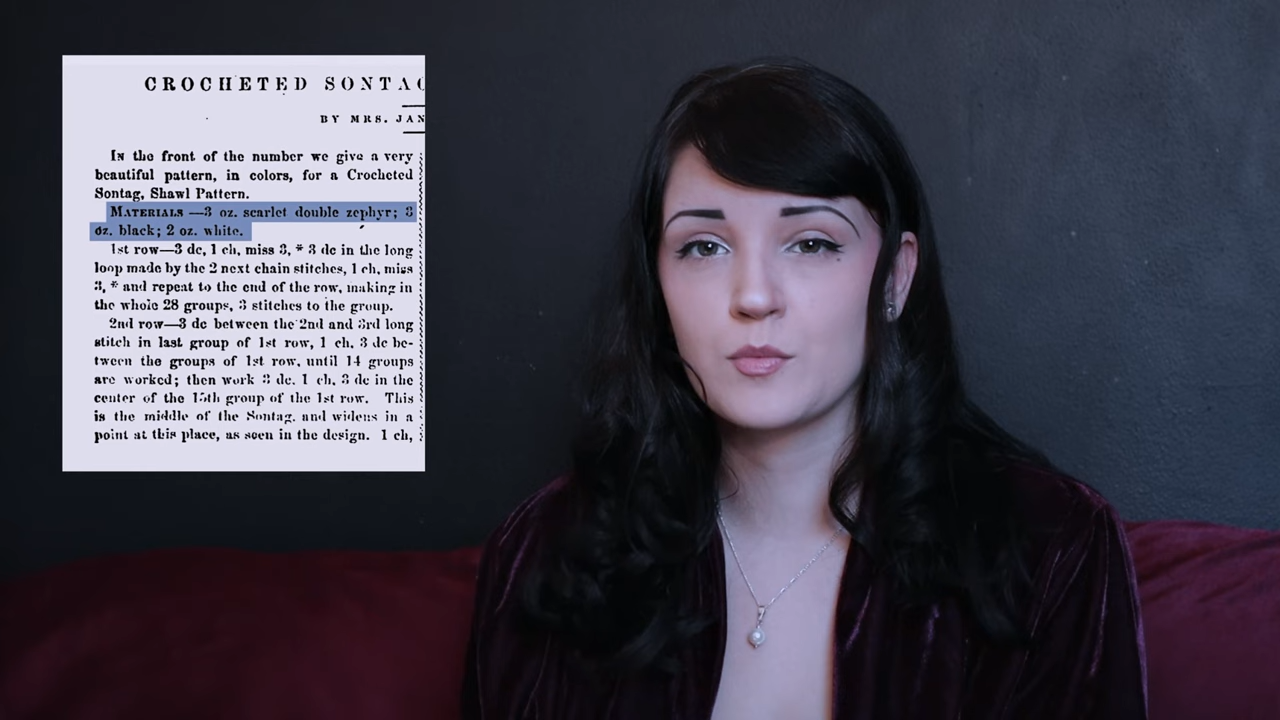 CROCHETED SONTAG
BY MRS. JAN
In the front of the number we give a very
beautiful pattern, in colors, for a Crocheted
Sontag, Shawl Pattern.
MATERIALS —3 oz. scarlet double zephyr; 3
oz. black; 2 oz. white.
1st row—3 dc, 1 ch, miss 3, * 3 dc in the long
loop made by the 2 next chain stitches, 1 ch, miss
3, * and repeat to the end of the row, making in
the whole 28 groups, 3 stitches to the group.
2nd row—3 dc between the 2nd and 3rd long
stitch in last group of 1st row, 1 ch, 3 dc be-
tween the groups of 1st row, until 14 groups
are worked; then work 3 dc, 1 ch, 3 dc in the
center of the 15th group of the 1st row. This
is the middle of the Sontag, and widens in a
point at this place, as seen in the design. 1 ch,